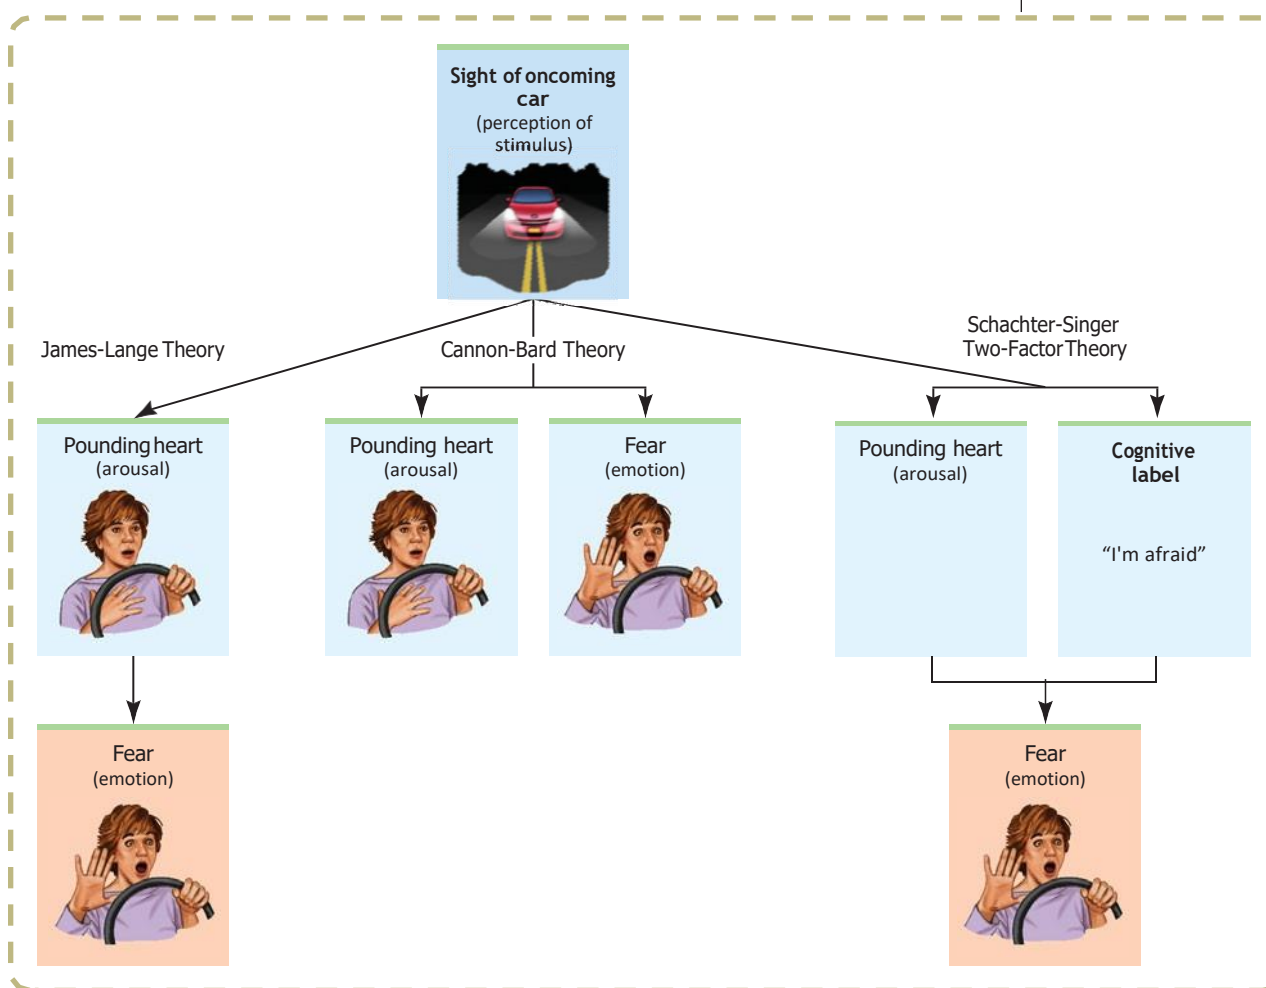 Sight of oncoming
car
(perception of
stimulus)
James-Lange Theory
Cannon-Bard Theory
Schachter-Singer
Two-Factor Theory
Pounding heart
(arousal)
Pounding heart
(arousal)
Fear
(emotion)
Pounding heart
(arousal)
Cognitive
label
“I'm afraid”
Fear
(emotion)
Fear
(emotion)